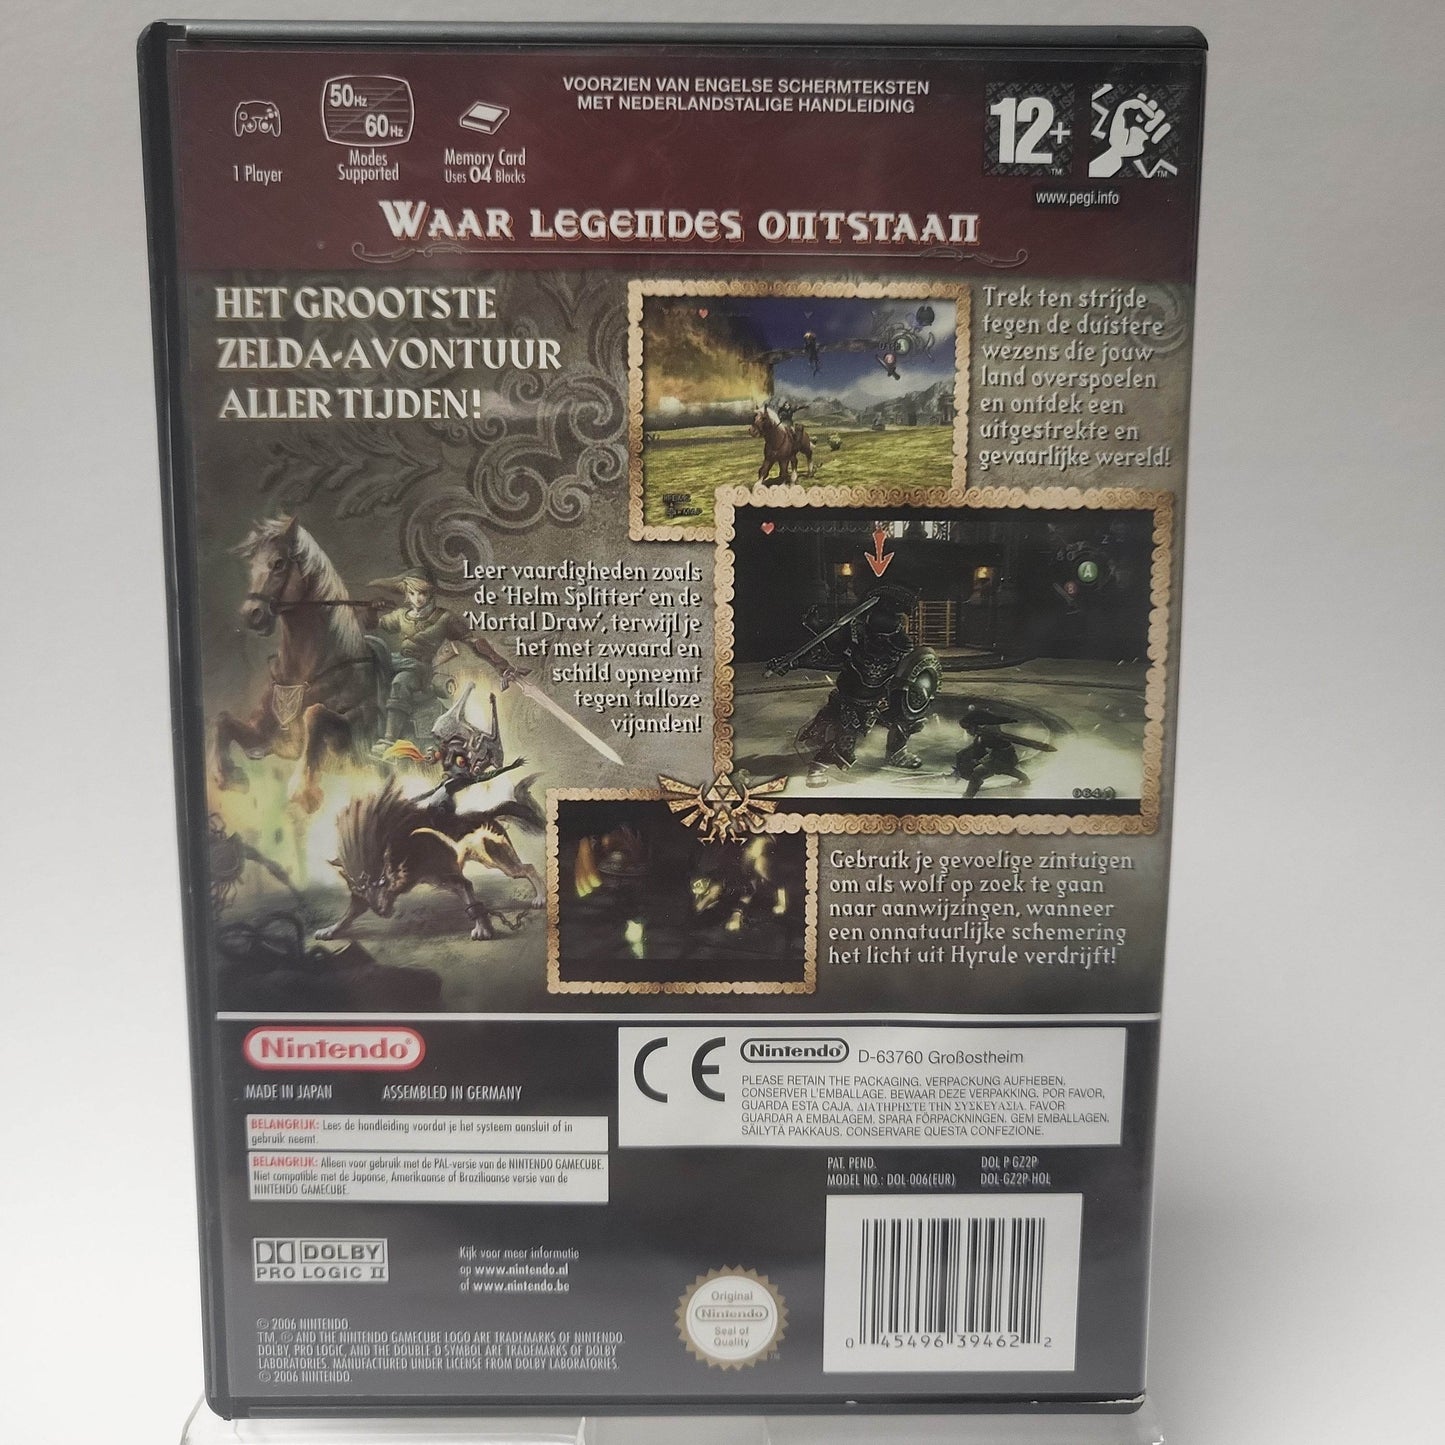 VOORZIEN VAN ENGELSE SCHERMTEKSTEN
MET NEDERLANDSTALIGE HANDLEIDING
50Hz
60Hz
Modes
Supported
1 Player
Memory Card
Uses 04 Blocks
12+
TM
TM
www.pegi.info
WAAR LEGENDES ONTSTAAN
HET GROOTSTE
ZELDA-AVONTUUR
ALLER TIJDEN!
Trek ten strijde
tegen de duistere
wezens die jouw
land overspoelen
en ontdek een
uitgestrekte en
gevaarlijke wereld!
MAP
Leer vaardigheden zoals
de 'Helm Splitter' en de
'Mortal Draw', terwijl je
het met zwaard en
schild opneemt
tegen talloze
vijanden!
A
B
064
Gebruik je gevoelige zintuigen
om als wolf op zoek te gaan
naar aanwijzingen, wanneer
een onnatuurlijke schemering
het licht uit Hyrule verdrijft!
Nintendo®
MADE IN JAPAN ASSEMBLED IN GERMANY
BELANGRIJK: Lees de handleiding voordat je het systeem aansluit of in
gebruik neemt.
BELANGRIJK: Alleen voor gebruik met de PAL-versie van de NINTENDO GAMECUBE.
Niet compatible met de Japanse, Amerikaanse of Braziliaanse versie van de
NINTENDO GAMECUBE.
CE
Nintendo® D-63760 Großostheim
PLEASE RETAIN THE PACKAGING. VERPACKUNG AUFHEBEN.
CONSERVER L'EMBALLAGE. BEWAAR DEZE VERPAKKING. POR FAVOR,
GUARDA ESTA CAJA. ΔΙΑΤΗΡΗΣΤΕ ΤΗΝ ΣΥΣΚΕΥΑΣΙΑ. FAVOR
GUARDAR A EMBALAGEM. SPARA FÖRPACKNINGEN. GEM EMBALLAGEN.
SÄILYTÄ PAKKAUS. CONSERVARE QUESTA CONFEZIONE.
PAT. PEND. DOL P GZ2P
MODEL NO.: DOL-006(EUR) DOL-GZ2P-HOL
DOLBY
PRO LOGIC II
Kijk voor meer informatie
op www.nintendo.nl
of www.nintendo.be
Original
Nintendo®
Seal of
Quality
TM
0 45496 39462 2
© 2006 NINTENDO.
TM, ® AND THE NINTENDO GAMECUBE LOGO ARE TRADEMARKS OF NINTENDO.
DOLBY, PRO LOGIC, AND THE DOUBLE-D SYMBOL ARE TRADEMARKS OF DOLBY
LABORATORIES. MANUFACTURED UNDER LICENSE FROM DOLBY LABORATORIES.
© 2006 NINTENDO.